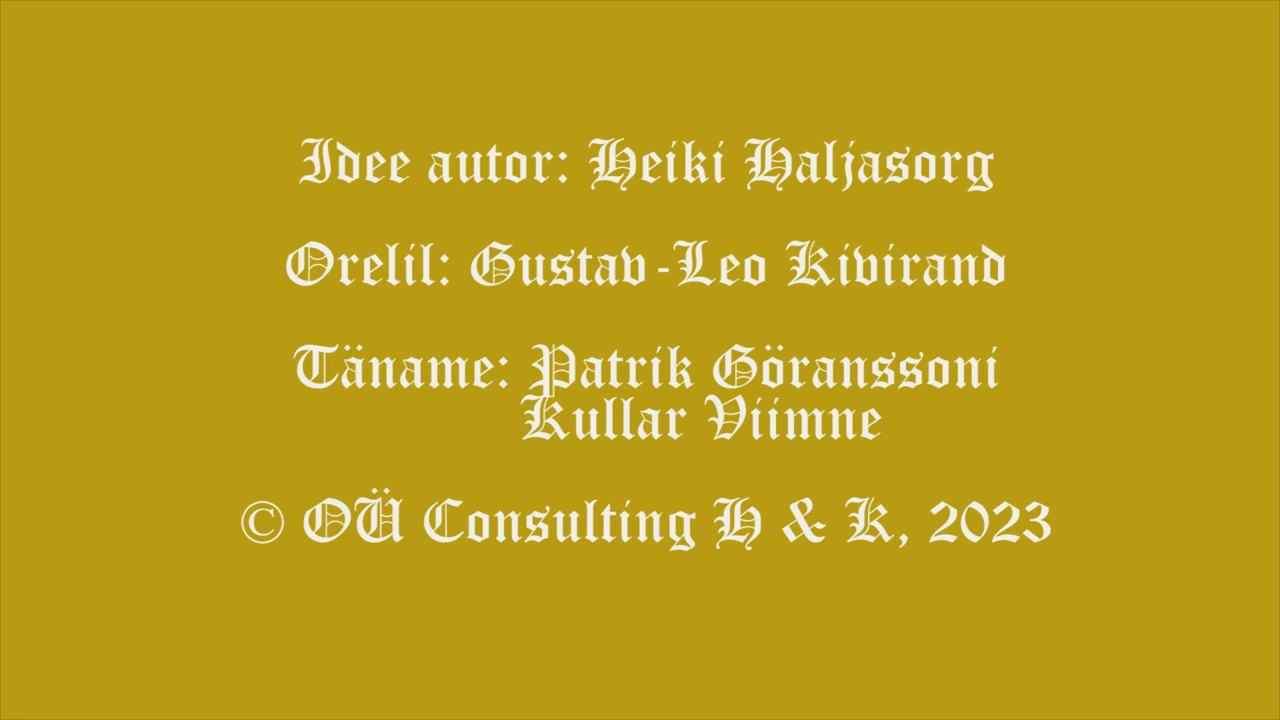 Idee autor: Heiki Haljasorg
Orelil: Gustav-Leo Kivirand
Täname: Patrik Göranssoni
Kullar Viimne
© OÜ Consulting H & K, 2023